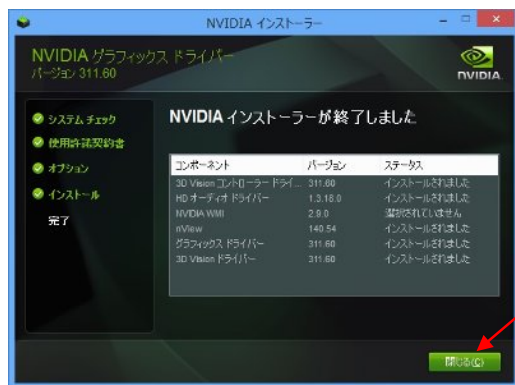 NVIDIA インストーラー
NVIDIA グラフィックス ドライバー
バージョン 311.60
NVIDIA
システム チェック
使用許諾契約書
オプション
インストール
完了
NVIDIA インストーラーが終了しました
コンポーネント バージョン ステータス
3D Vision コントローラー ドライ... 311.60 インストールされました
HD オーディオ ドライバー 1.3.18.0 インストールされました
NVIDIA WMI 2.9.0 選択されていません
nView 140.54 インストールされました
グラフィックス ドライバー 311.60 インストールされました
3D Vision ドライバー 311.60 インストールされました
閉じる(C)